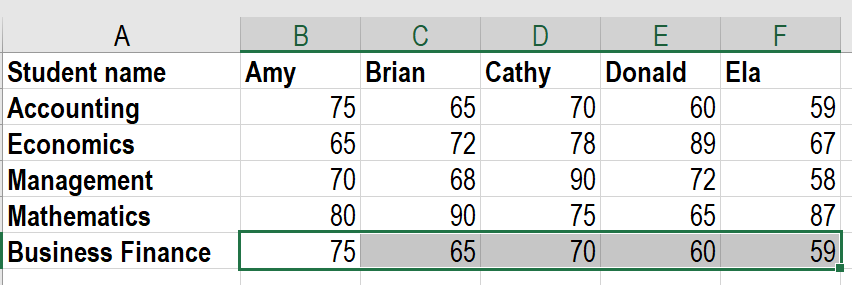 A B C D E F
Student name Amy Brian Cathy Donald Ela
Accounting 75 65 70 60 59
Economics 65 72 78 89 67
Management 70 68 90 72 58
Mathematics 80 90 75 65 87
Business Finance 75 65 70 60 59